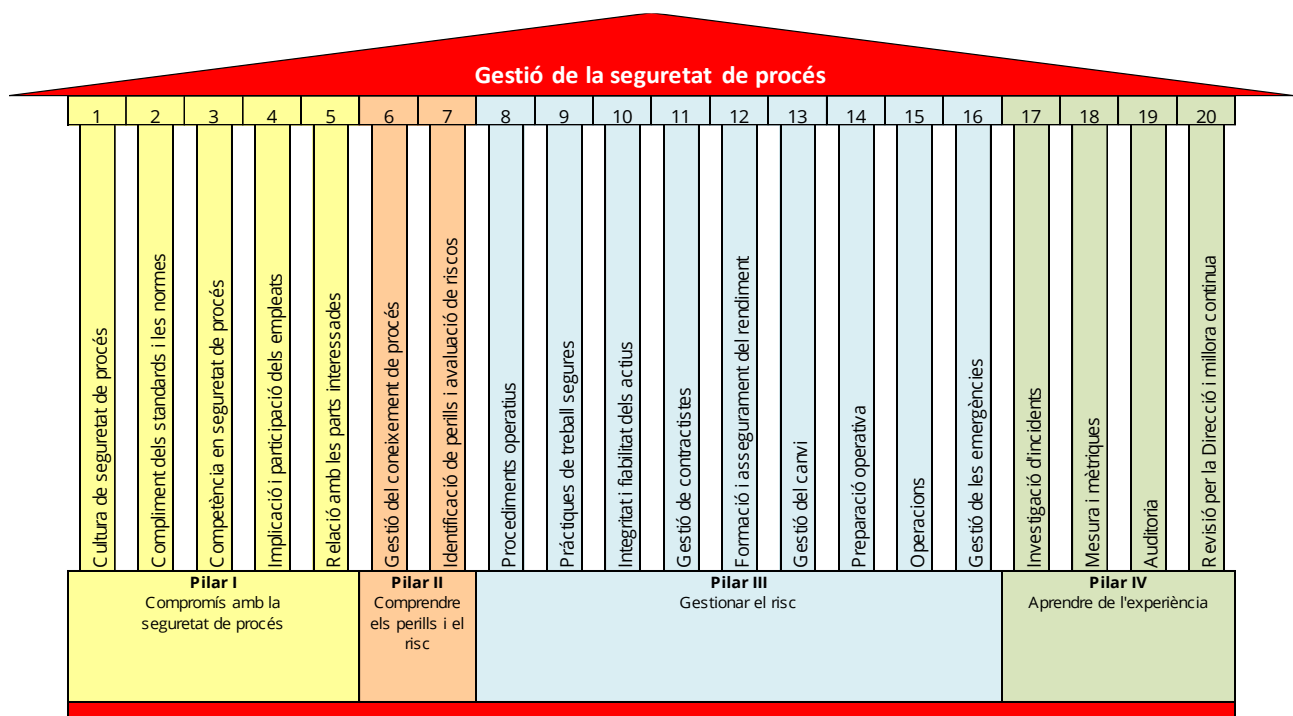 Gestió de la seguretat de procés
1 2 3 4 5 6 7 8 9 10 11 12 13 14 15 16 17 18 19 20
Cultura de seguretat de procés
Compliment dels standards i les normes
Competència en seguretat de procés
Implicació i participació dels empleats
Relació amb les parts interessades
Gestió del coneixement de procés
Identificació de perills i avaluació de riscos
Procediments operatius
Pràctiques de treball segures
Integritat i fiabilitat dels actius
Gestió de contractistes
Formació i assegurament del rendiment
Gestió del canvi
Preparació operativa
Operacions
Gestió de les emergències
Investigació d'incidents
Mesura i mètriques
Auditoria
Revisió per la Direcció i millora continua
Pilar I
Compromís amb la
seguretat de procés
Pilar II
Comprendre
els perills i el
risc
Pilar III
Gestionar el risc
Pilar IV
Aprendre de l'experiència